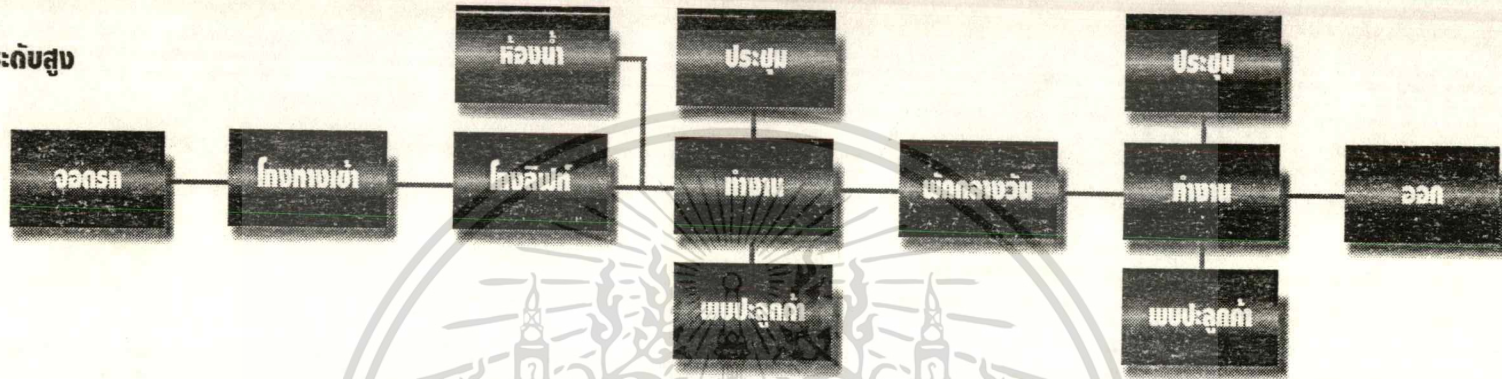 ะดับสูง
ห้องน้ำ
ประชุม
ประชุม
จอดรถ
โถงทางเข้า
โถงลิฟท์
ทำงาน
พักกลางวัน
ทำงาน
ออก
พบปะลูกค้า
พบปะลูกค้า